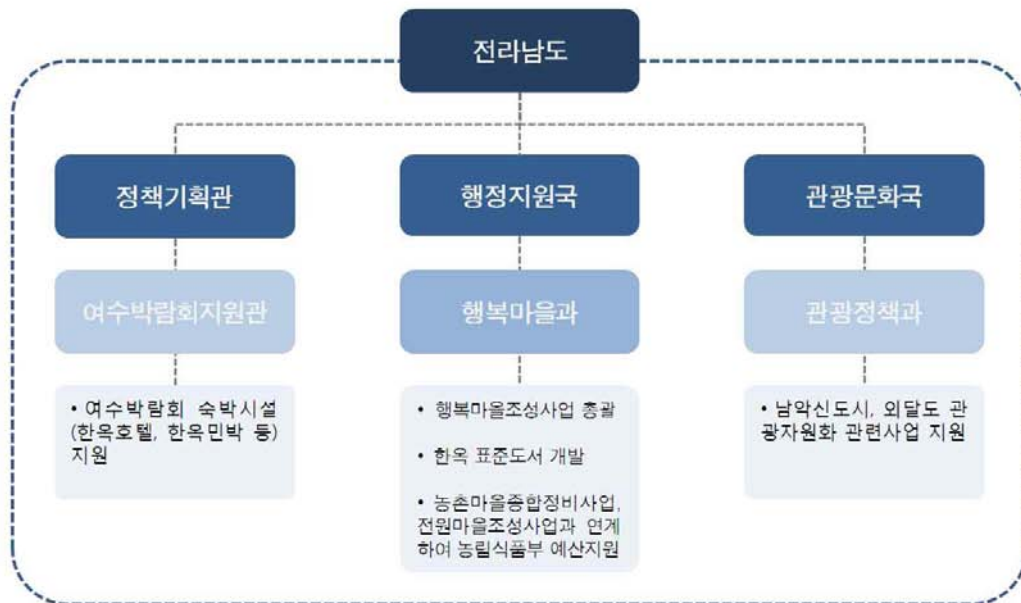 전라남도
정책기획관
행정지원국
관광문화국
여수박람회지원관
행복마을과
관광정책과
• 여수박람회 숙박시설
(한옥호텔, 한옥민박 등)
지원
• 행복마을조성사업 총괄
• 한옥 표준도서 개발
• 농촌마을종합정비사업,
전원마을조성사업과 연계
하여 농림식품부 예산지원
• 남악신도시, 외달도 관
광자원화 관련사업 지원